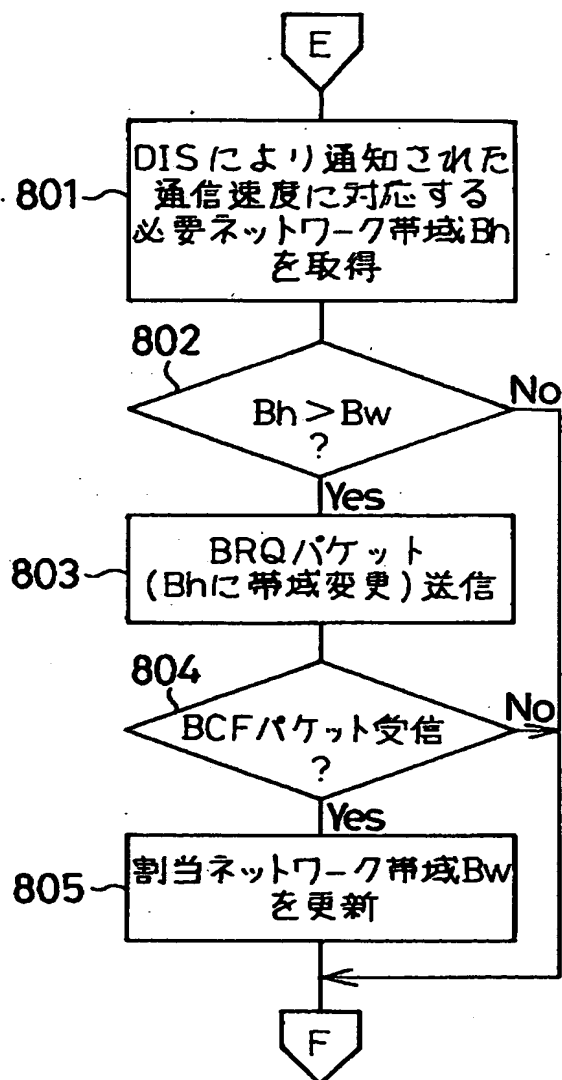 E
801
DISにより通知された
通信速度に対応する
必要ネットワーク帯域Bh
を取得
802
Bh>Bw
?
No
Yes
803
BRQパケット
(Bhに帯域変更)送信
804
BCFパケット受信
?
No
Yes
805
割当ネットワーク帯域Bw
を更新
F